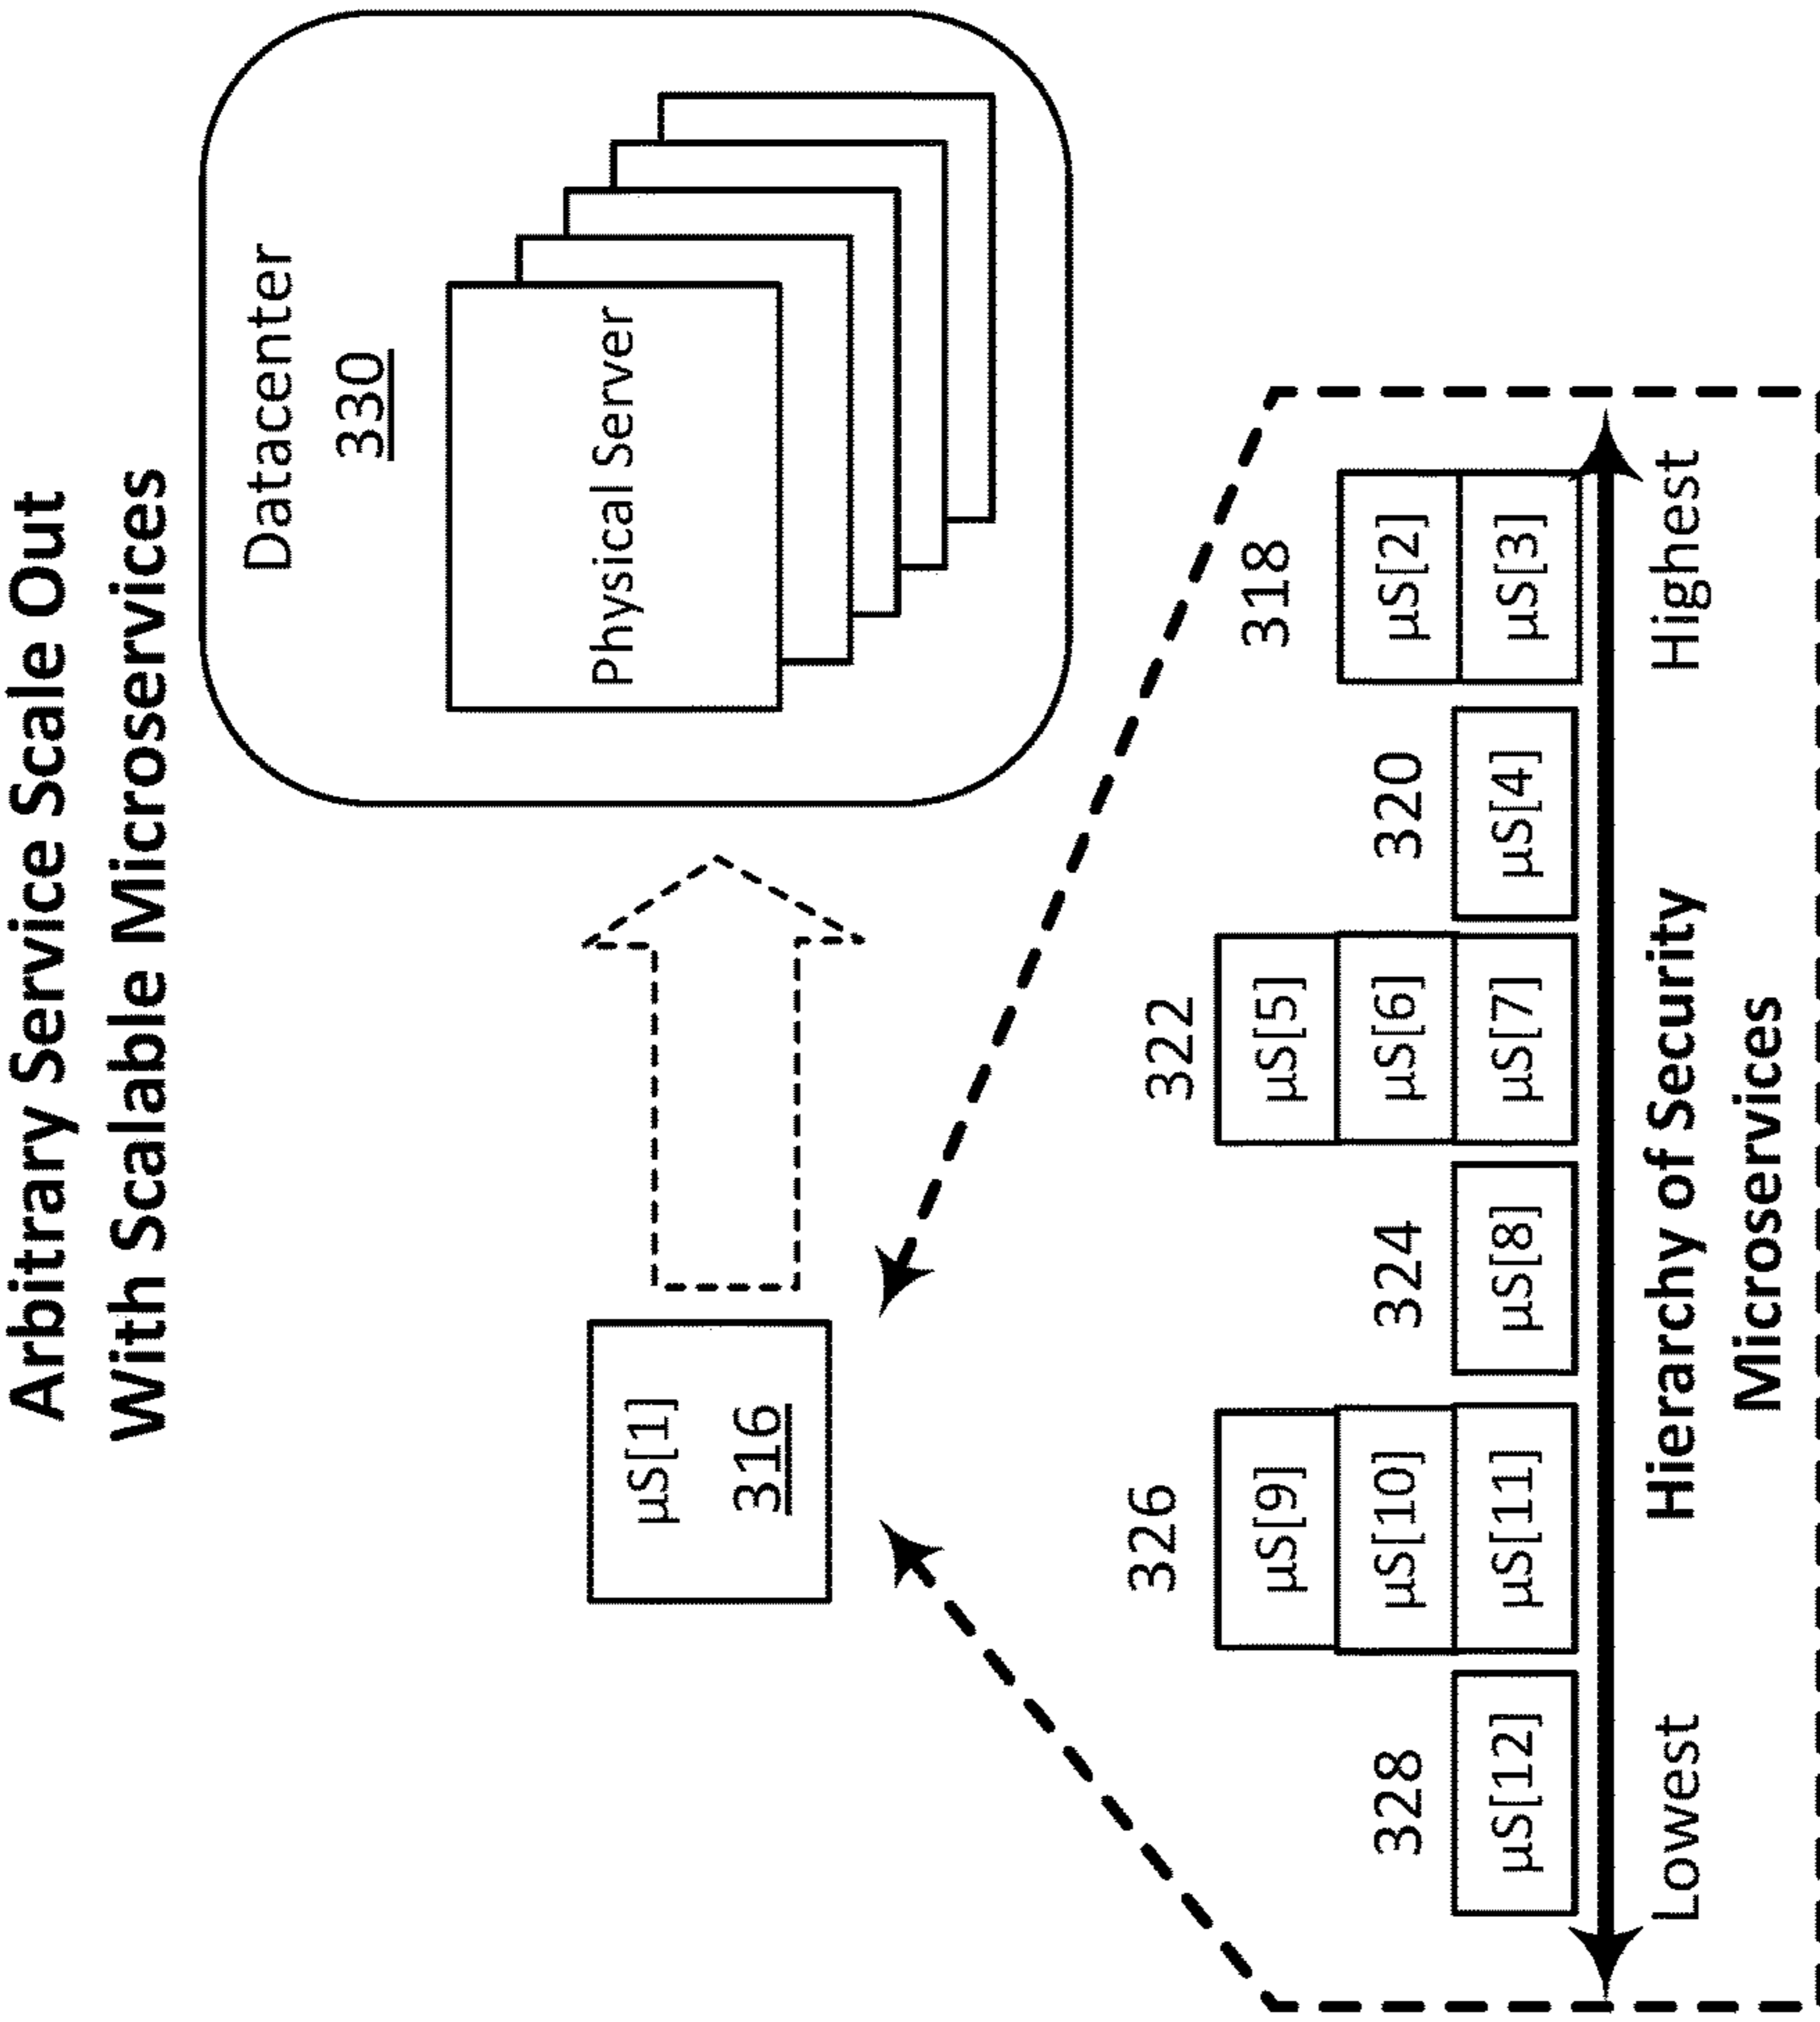 Arbitrary Service Scale Out
With Scalable Microservices
µS[1]
316
Datacenter
330
Physical Server
328
µS[12]
326
µS[9]
µS[10]
µS[11]
324
µS[8]
322
µS[5]
µS[6]
µS[7]
320
µS[4]
318
µS[2]
µS[3]
Lowest
Highest
Hierarchy of Security
Microservices